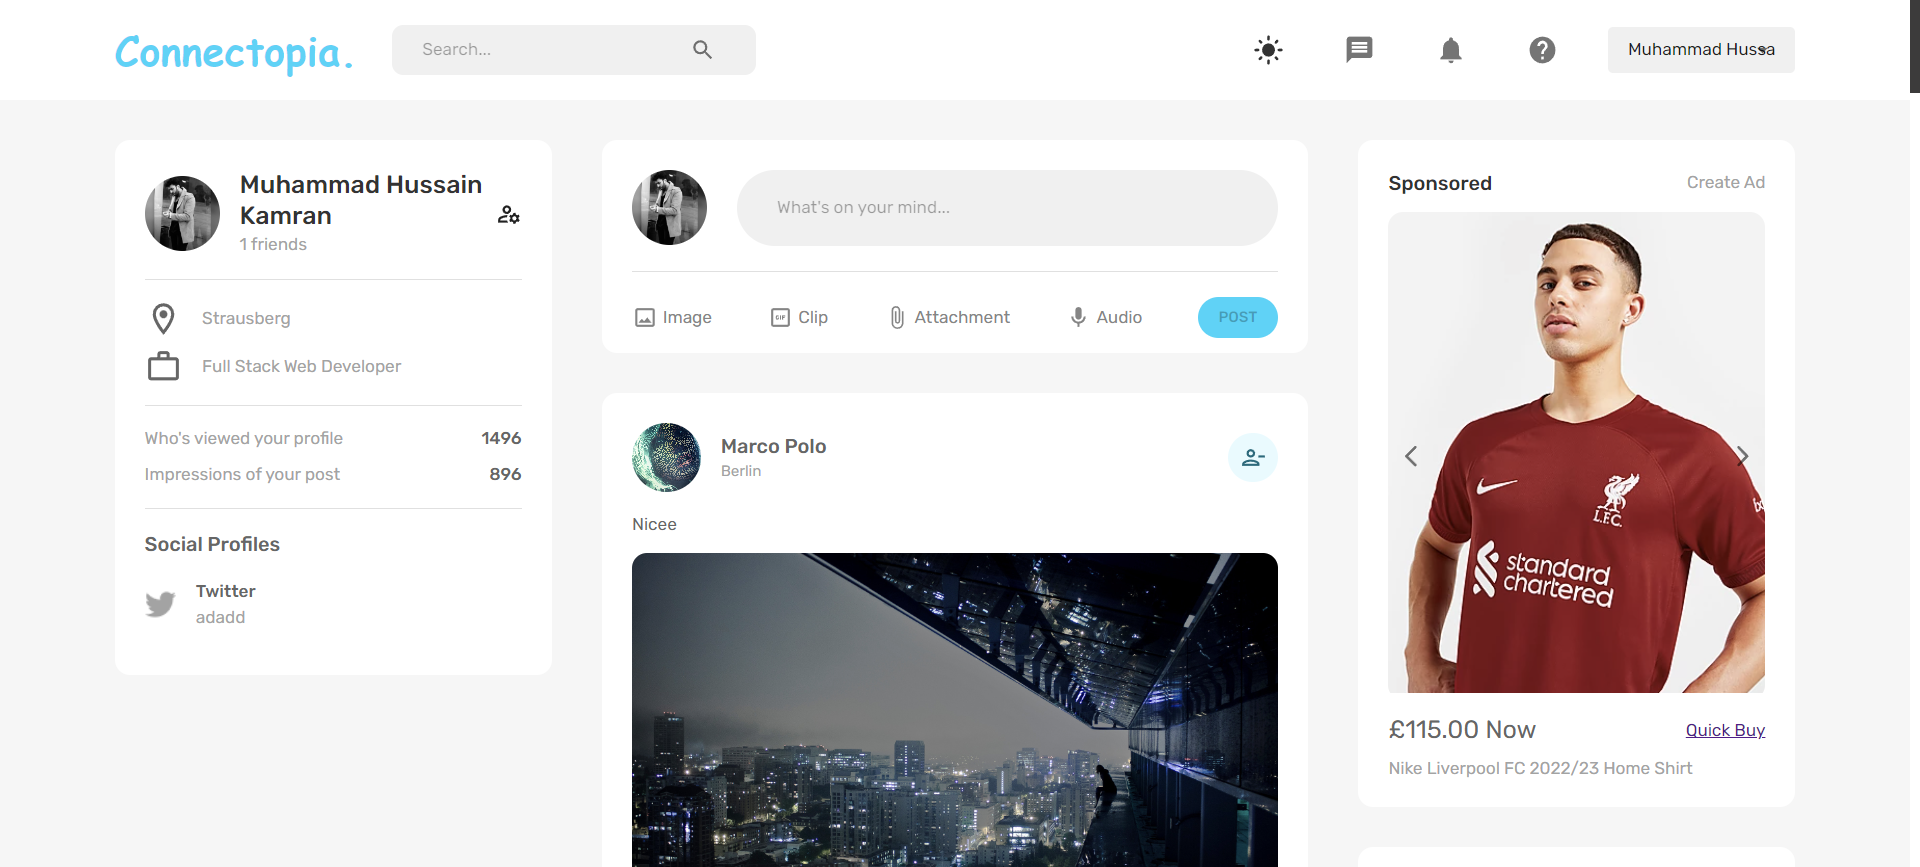 Connectopia.
Search...
Muhammad Hussa
Muhammad Hussain
Kamran
1 friends
Strausberg
Full Stack Web Developer
Who's viewed your profile 1496
Impressions of your post 896
Social Profiles
Twitter
adadd
What's on your mind...
Image
GIF
Clip
Attachment
Audio
POST
Marco Polo
Berlin
Nicee
Sponsored
Create Ad
L.F.C.
standard
chartered
£115.00 Now
Quick Buy
Nike Liverpool FC 2022/23 Home Shirt